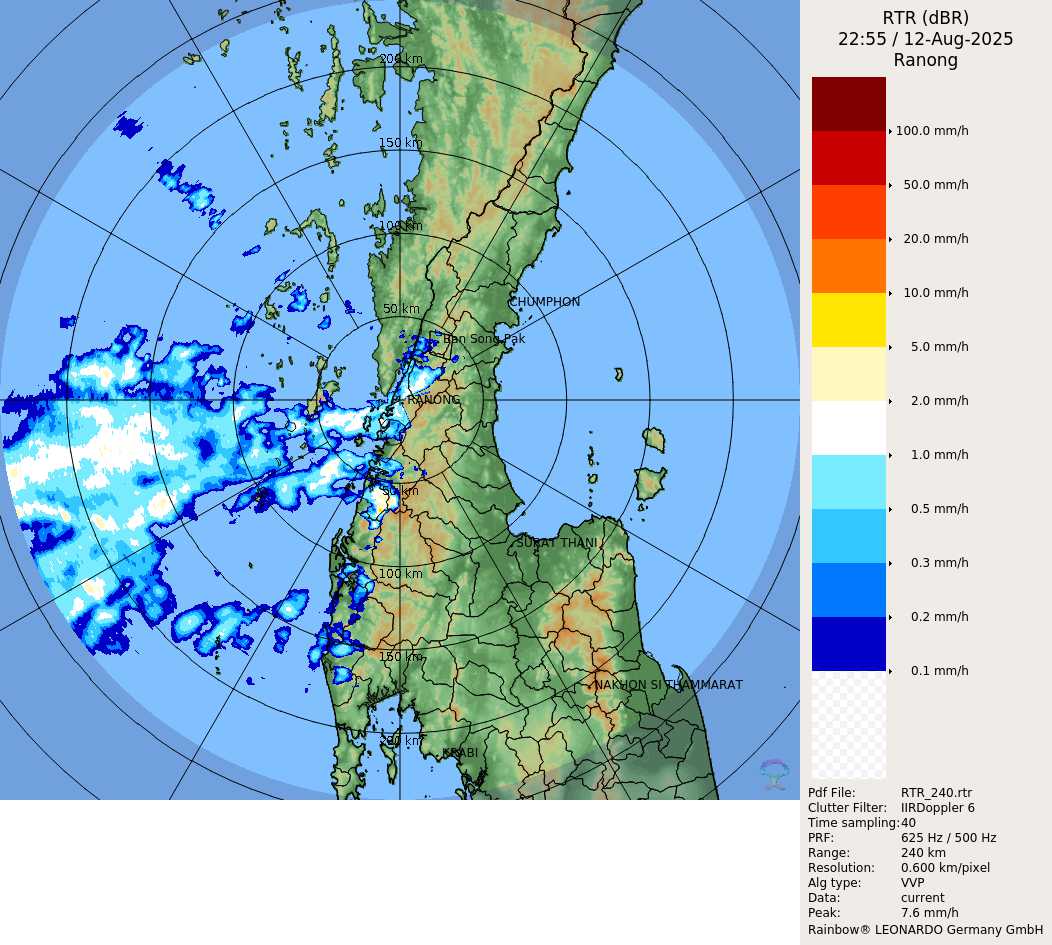 RTR (dBR)
22:55 / 12-Aug-2025
Ranong
200 km
150 km
100 km
50 km
CHUMPHON
Ban Song Pak
RANONG
50 km
SURAT THANI
100 km
150 km
NAKHON SI THAMMARAT
200 km
KRABI
100.0 mm/h
50.0 mm/h
20.0 mm/h
10.0 mm/h
5.0 mm/h
2.0 mm/h
1.0 mm/h
0.5 mm/h
0.3 mm/h
0.2 mm/h
0.1 mm/h
Pdf File: RTR_240.rtr
Clutter Filter: IIRDoppler 6
Time sampling:40
PRF: 625 Hz / 500 Hz
Range: 240 km
Resolution: 0.600 km/pixel
Alg type: VVP
Data: current
Peak: 7.6 mm/h
Rainbow® LEONARDO Germany GmbH